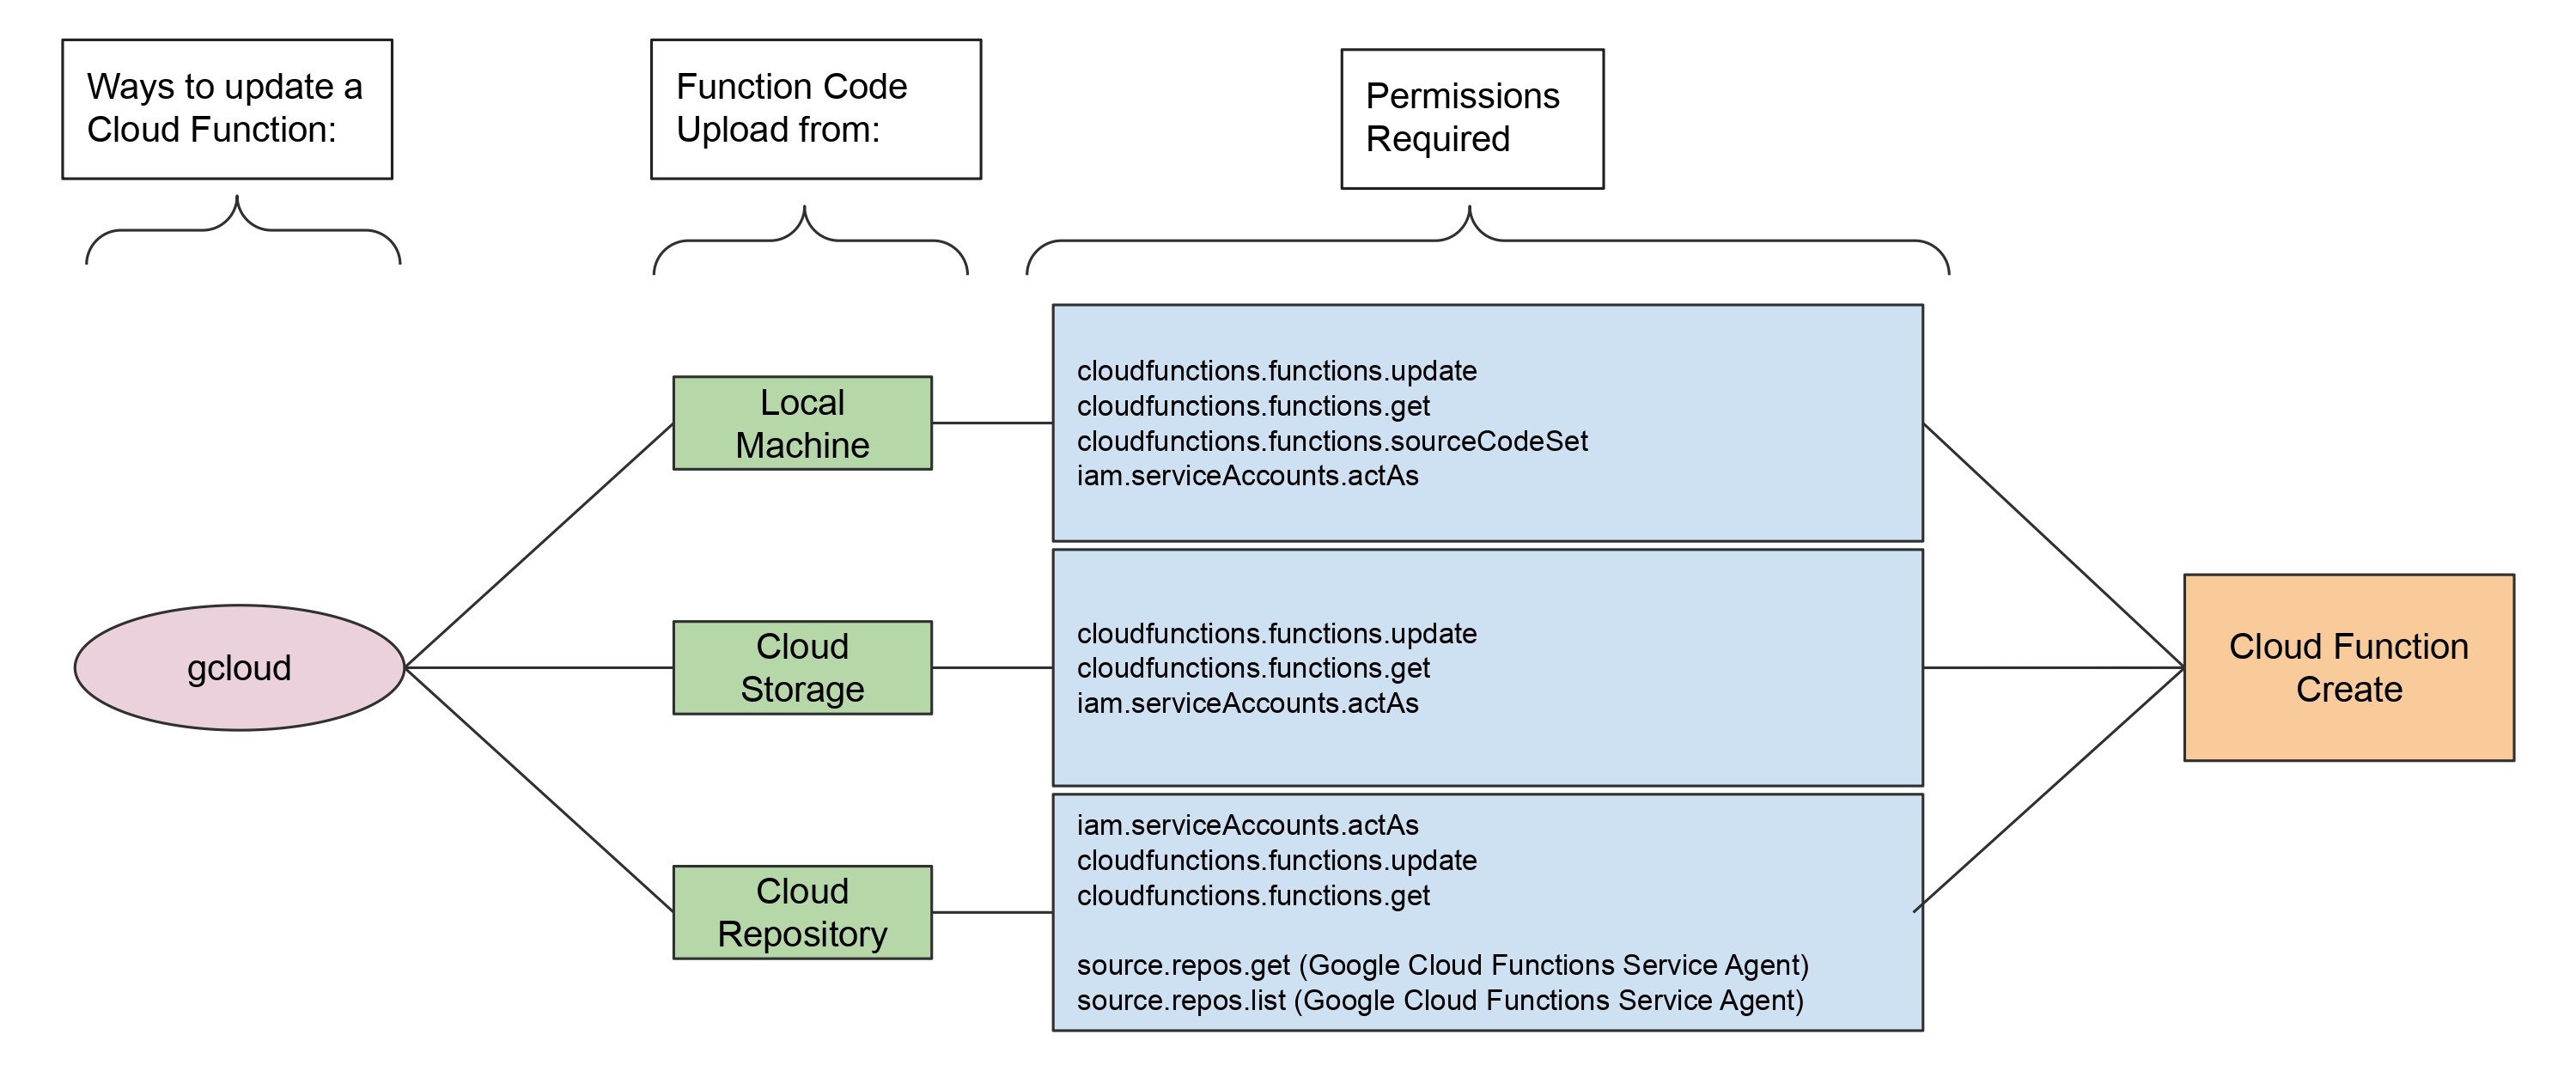 Ways to update a
Cloud Function:
Function Code
Upload from:
Permissions
Required
gcloud
Local
Machine
cloudfunctions.functions.update
cloudfunctions.functions.get
cloudfunctions.functions.sourceCodeSet
iam.serviceAccounts.actAs
Cloud
Storage
cloudfunctions.functions.update
cloudfunctions.functions.get
iam.serviceAccounts.actAs
Cloud
Repository
iam.serviceAccounts.actAs
cloudfunctions.functions.update
cloudfunctions.functions.get
source.repos.get (Google Cloud Functions Service Agent)
source.repos.list (Google Cloud Functions Service Agent)
Cloud Function
Create